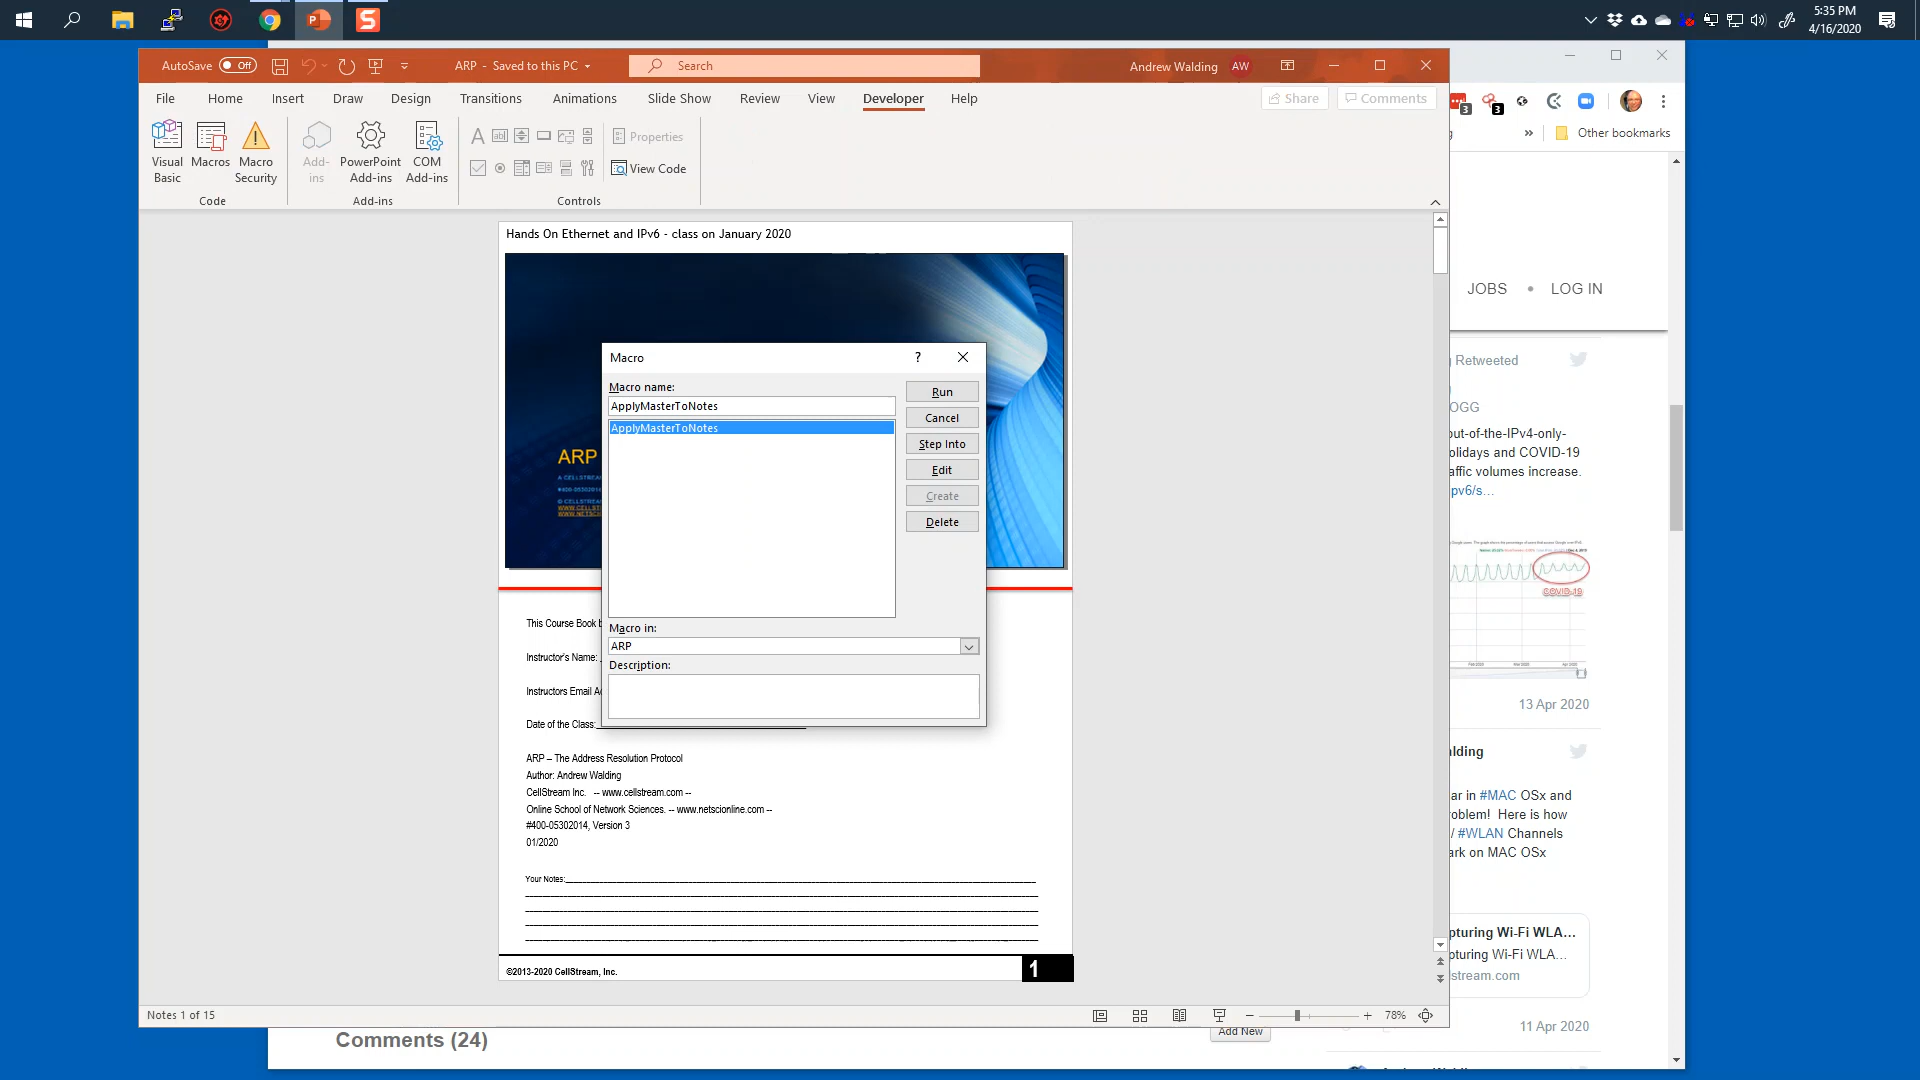 5:35 PM
4/16/2020
AutoSave Off ARP - Saved to this PC Search Andrew Walding AW
File Home Insert Draw Design Transitions Animations Slide Show Review View Developer Help Share Comments
3 3
Other bookmarks
Visual Basic
Macros
Macro Security
Add-ins
PowerPoint Add-ins
COM Add-ins
Properties
View Code
Code Add-ins Controls
Hands On Ethernet and IPv6 - class on January 2020
ARP
Macro ?
Macro name:
ApplyMasterToNotes
ApplyMasterToNotes
Run
Cancel
Step Into
Edit
Create
Delete
Macro in:
ARP
Description:
This Course Book b
Instructor's Name:
Instructors Email A
Date of the Class:
ARP – The Address Resolution Protocol
Author: Andrew Walding
CellStream Inc. -- www.cellstream.com --
Online School of Network Sciences. -- www.netscionline.com --
#400-05302014, Version 3
01/2020
Your Notes:
©2013-2020 CellStream, Inc.
1
Notes 1 of 15 78%
JOBS • LOG IN
Retweeted
OGG
out-of-the-IPv4-only-
olidays and COVID-19
affic volumes increase.
pv6/s…
COVID-19
13 Apr 2020
lding
ar in #MAC OSx and
roblem! Here is how
/ #WLAN Channels
ark on MAC OSx
pturing Wi-Fi WLA...
pturing Wi-Fi WLA...
stream.com
11 Apr 2020
Comments (24)
Add New